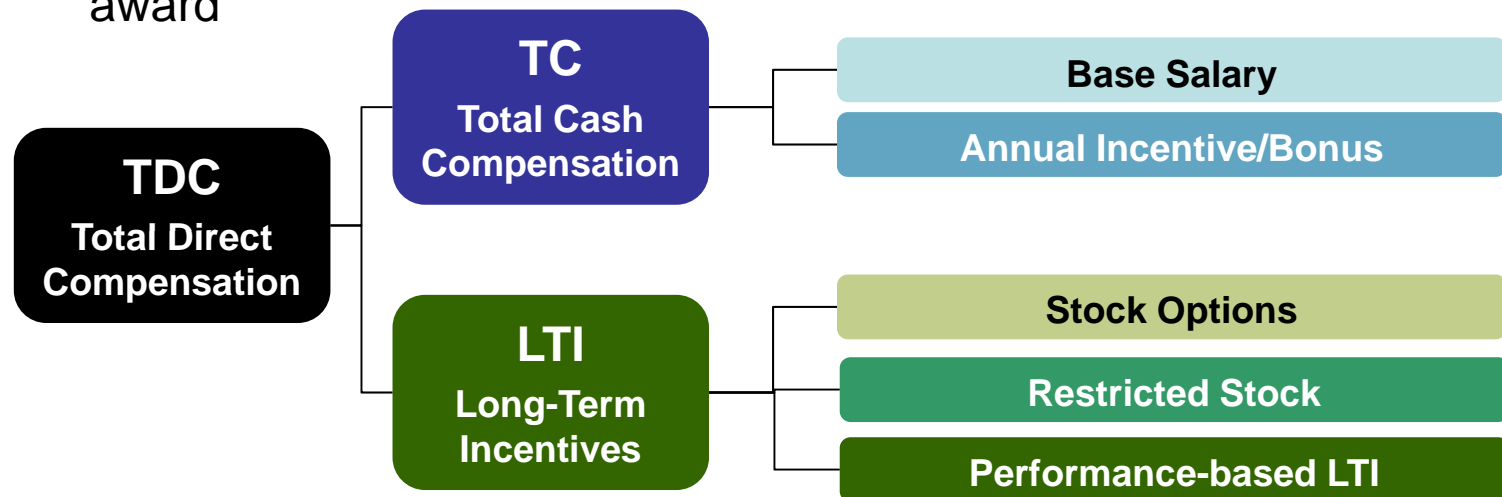 award
TDC
Total Direct
Compensation
TC
Total Cash
Compensation
Base Salary
Annual Incentive/Bonus
LTI
Long-Term
Incentives
Stock Options
Restricted Stock
Performance-based LTI